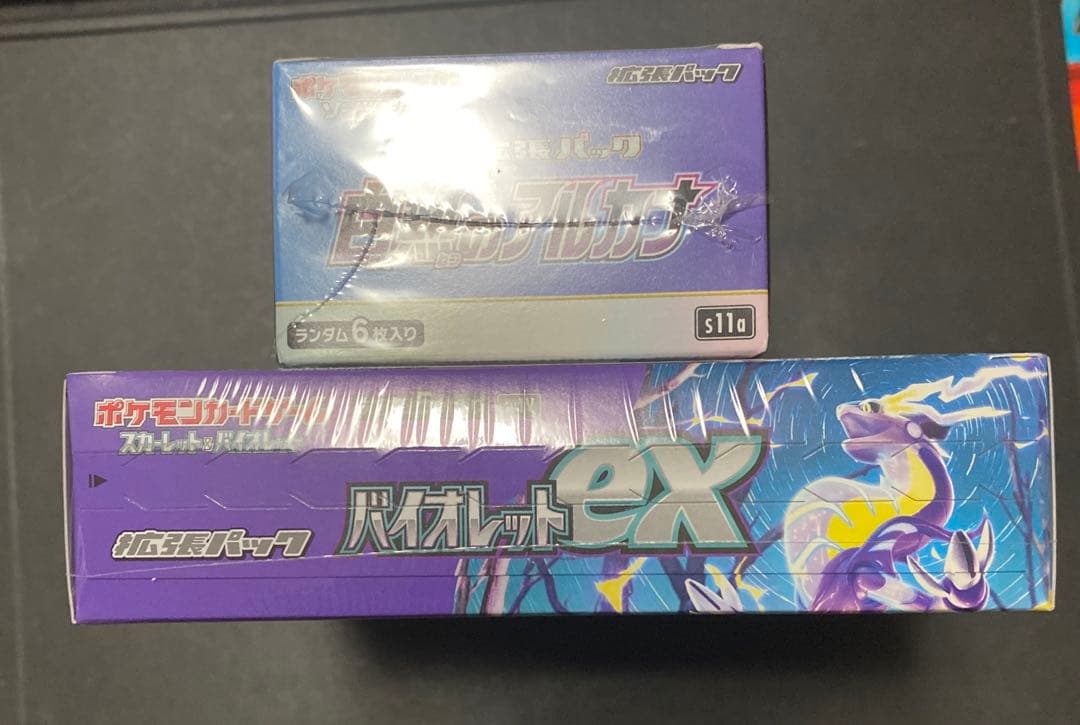 ポケモン
拡張パック
張パック
白熱のアルカナ
ランダム6枚入り
s11a
ポケモンカードゲーム
スカーレット&バイオレット
バイオレットex
拡張パック